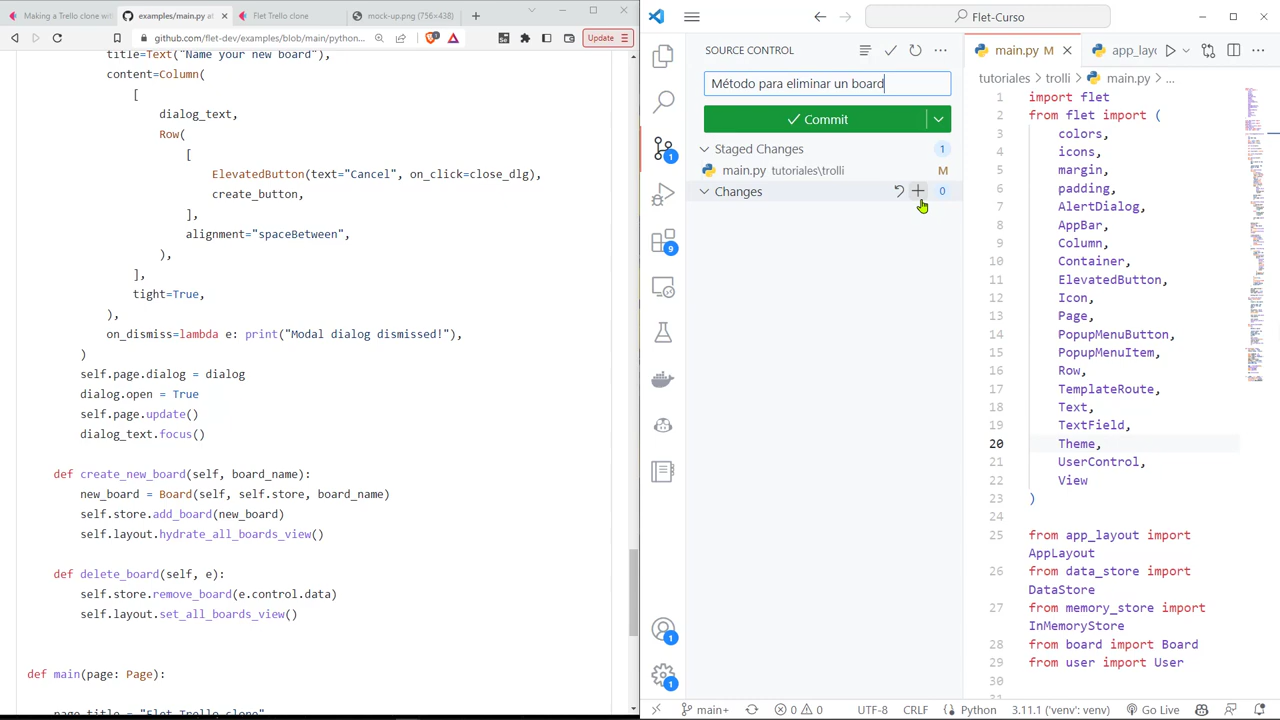 Making a Trello clone with
examples/main.py at
Flet Trello clone
mock-up.png (756×438)
github.com/flet-dev/examples/blob/main/python...
Update
title=Text("Name your new board"),
content=Column(
[
dialog_text,
Row(
[
ElevatedButton(text="Cancel", on_click=close_dlg)
create_button
],
alignment="spaceBetween",
),
],
tight=True,
),
on_dismiss=lambda e: print("Modal dialog dismissed!"),
)
self.page.dialog = dialog
dialog.open = True
self.page.update()
dialog_text.focus()
def create_new_board(self, board_name):
new_board = Board(self, self.store, board_name)
self.store.add_board(new_board)
self.layout.hydrate_all_boards_view()
def delete_board(self, e):
self.store.remove_board(e.control.data)
self.layout.set_all_boards_view()
def main(page: Page):
page.title = "Flet Trello clone"
Flet-Curso
SOURCE CONTROL
Método para eliminar un board
Commit
Staged Changes 1
main.py tutoriales\trolli M
Changes 0
1
9
1
1
main.py M
app_layo
tutoriales > trolli > main.py > ...
1 import flet
2 from flet import (
3 colors,
4 icons,
5 margin,
6 padding,
7 AlertDialog,
8 AppBar,
9 Column,
10 Container,
11 ElevatedButton,
12 Icon,
13 Page,
14 PopupMenuButton,
15 PopupMenuItem,
16 Row,
17 TemplateRoute,
18 Text,
19 TextField,
20 Theme,
21 UserControl,
22 View
23 )
24
25 from app_layout import
AppLayout
26 from data_store import
DataStore
27 from memory_store import
InMemoryStore
28 from board import Board
29 from user import User
30
31
main+ 0 0 UTF-8 CRLF Python 3.11.1 ('venv': venv) Go Live